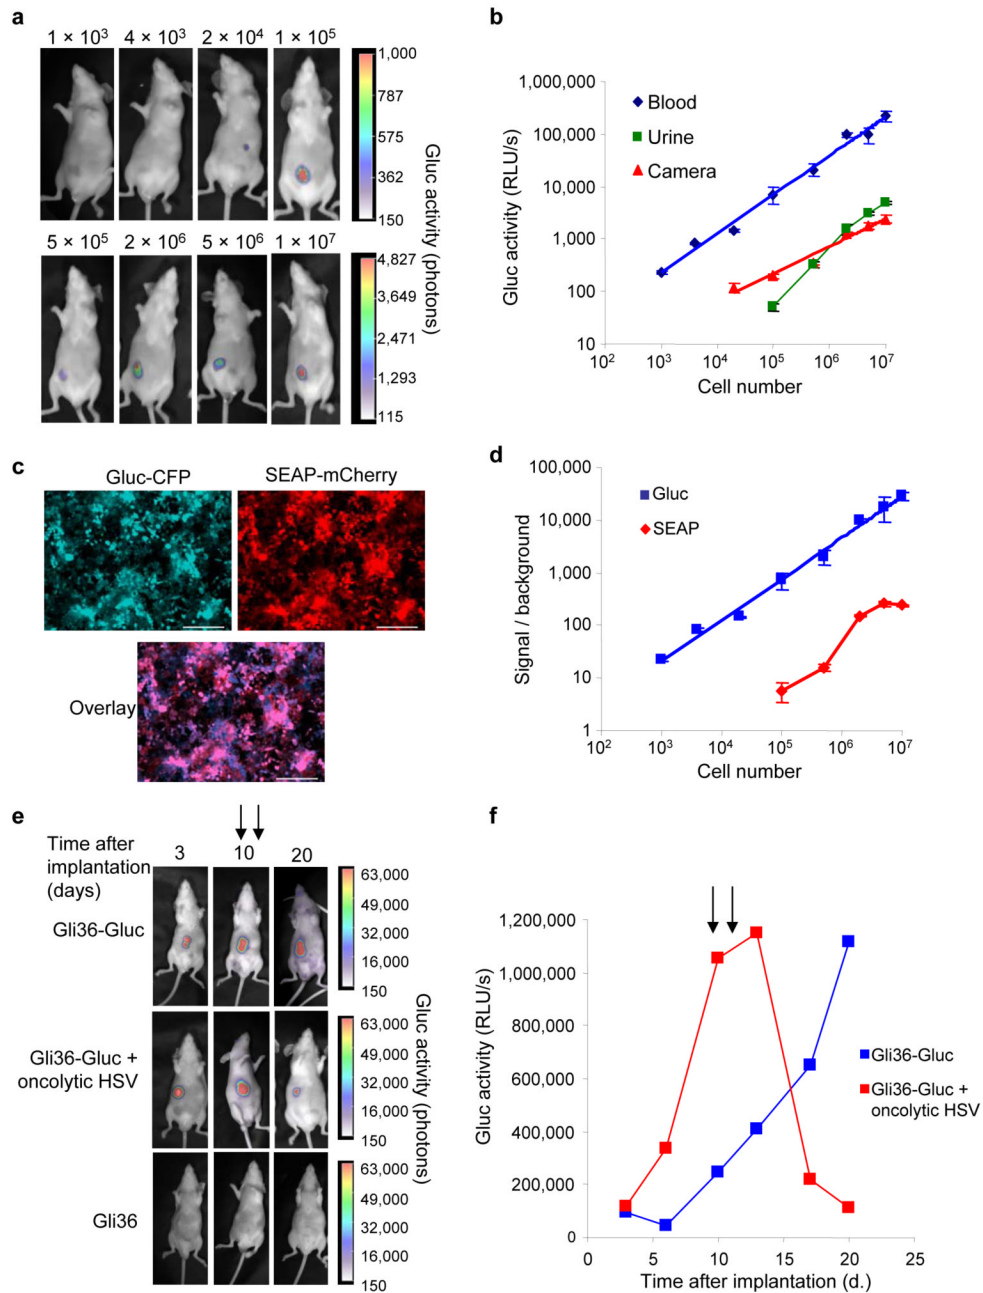 a
1 × 10³ 4 × 10³ 2 × 10⁴ 1 × 10⁵
1,000
787
575
362
150
5 × 10⁵ 2 × 10⁶ 5 × 10⁶ 1 × 10⁷
4,827
3,649
2,471
1,293
115
Gluc activity (photons)
b
Gluc activity (RLU/s)
1,000,000
100,000
10,000
1,000
100
10
Blood
Urine
Camera
10² 10³ 10⁴ 10⁵ 10⁶ 10⁷
Cell number
c
Gluc-CFP SEAP-mCherry
Overlay
d
Signal / background
100,000
10,000
1,000
100
10
1
Gluc
SEAP
10² 10³ 10⁴ 10⁵ 10⁶ 10⁷
Cell number
e
Time after
implantation
(days)
3 10 20
Gli36-Gluc
63,000
49,000
32,000
16,000
150
Gli36-Gluc +
oncolytic HSV
63,000
49,000
32,000
16,000
150
Gli36
63,000
49,000
32,000
16,000
150
Gluc activity (photons)
f
Gluc activity (RLU/s)
1,200,000
1,000,000
800,000
600,000
400,000
200,000
0
Gli36-Gluc
Gli36-Gluc +
oncolytic HSV
0 5 10 15 20 25
Time after implantation (d.)